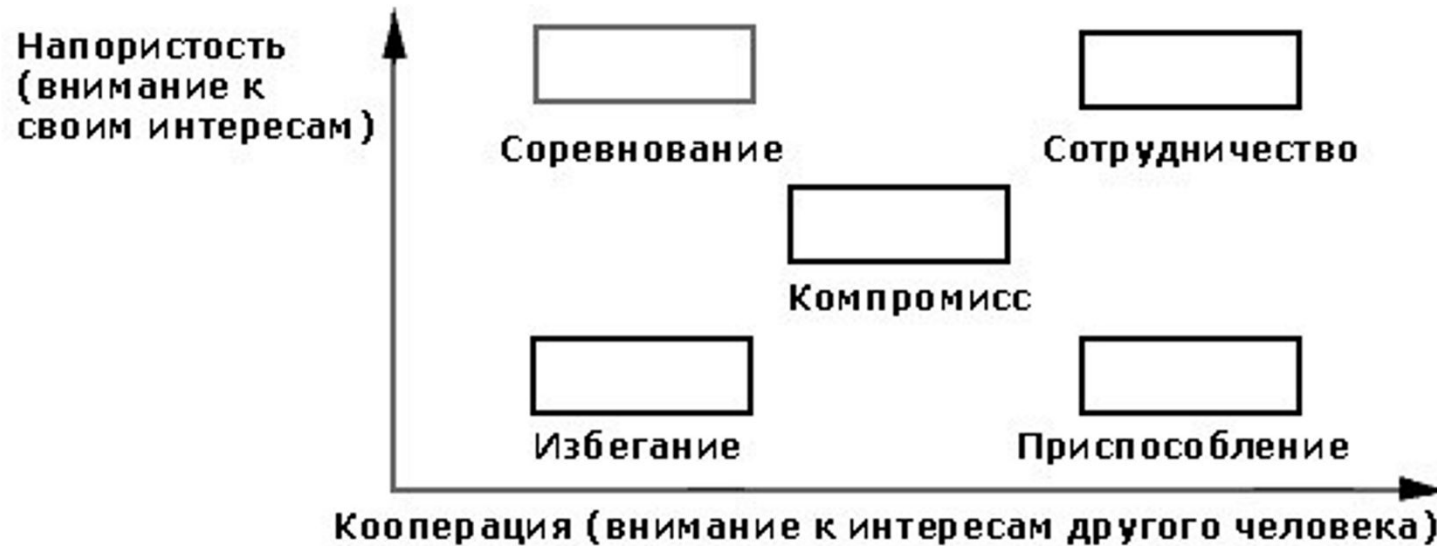 Напористость
(внимание к
своим интересам)
Соревнование
Сотрудничество
Компромисс
Избегание
Приспособление
Кооперация (внимание к интересам другого человека)